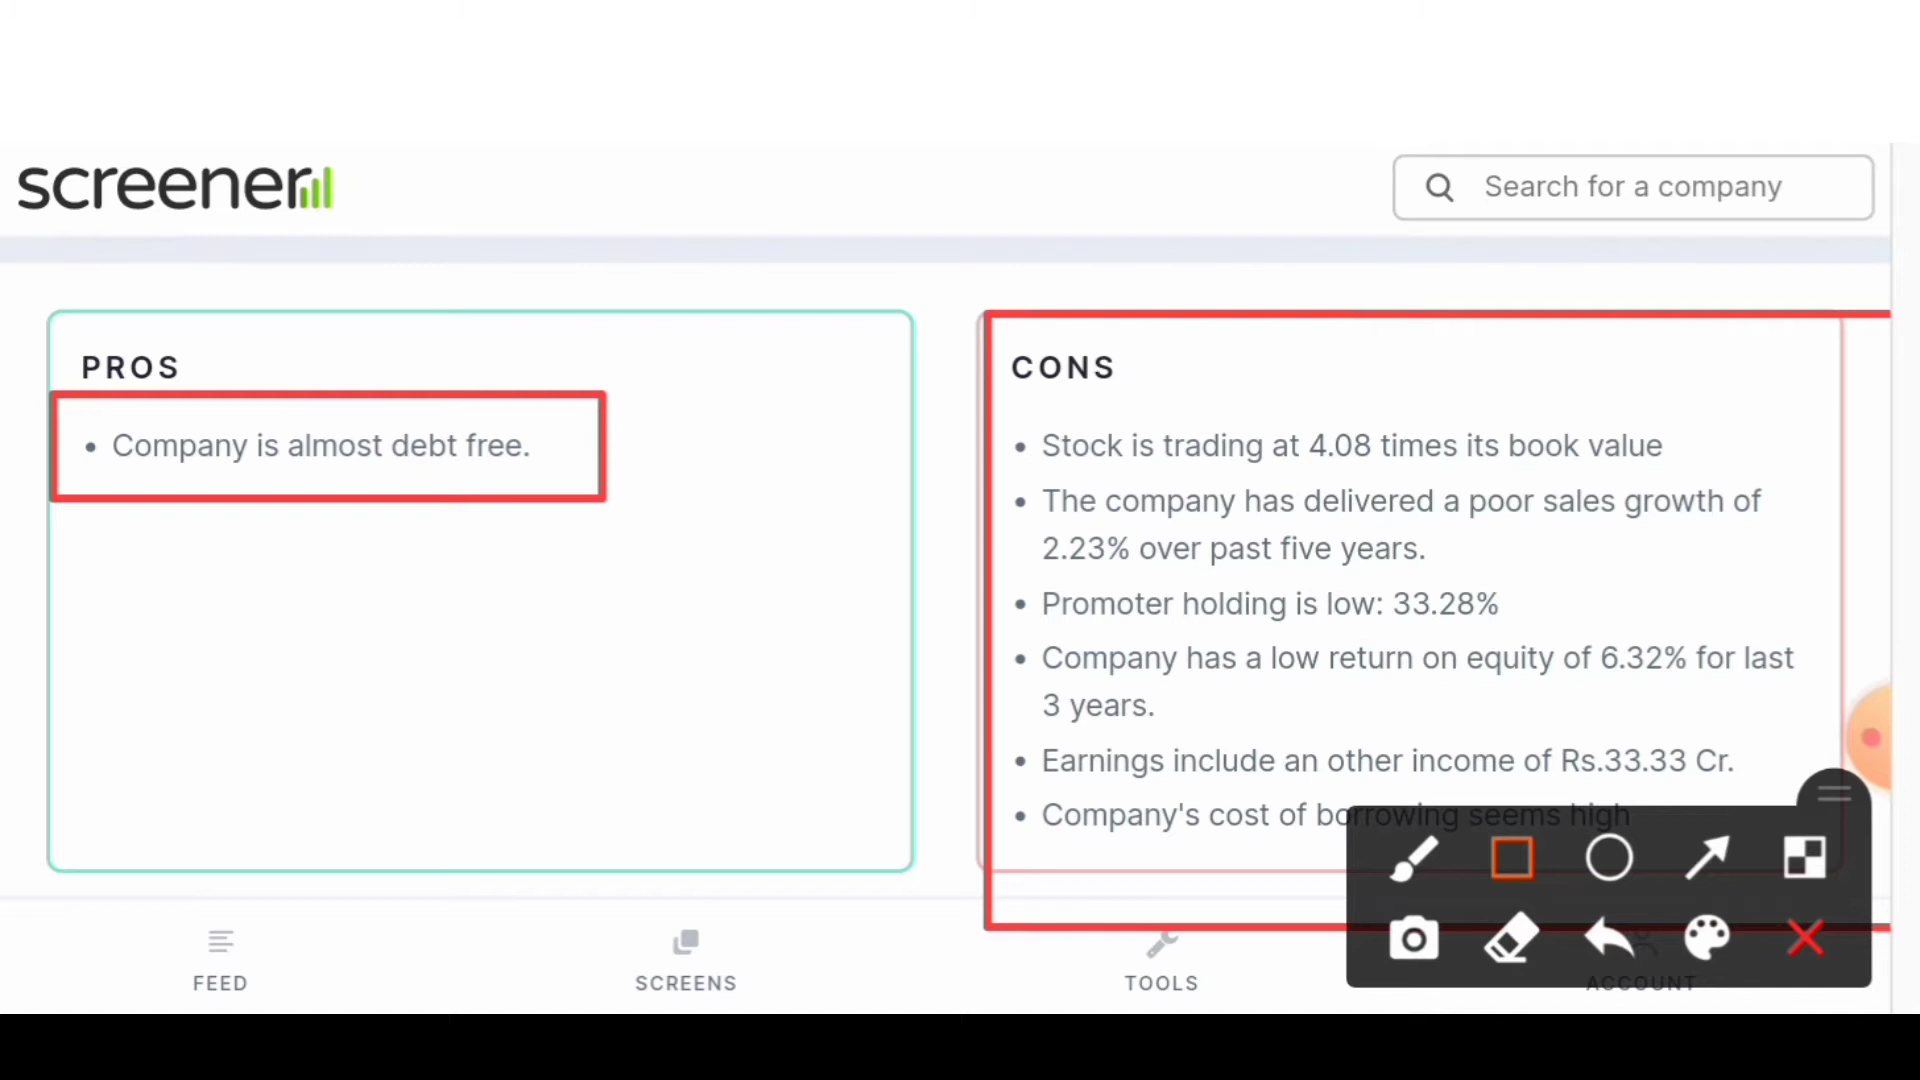 screener
Search for a company
PROS
• Company is almost debt free.
CONS
• Stock is trading at 4.08 times its book value
• The company has delivered a poor sales growth of
2.23% over past five years.
• Promoter holding is low: 33.28%
• Company has a low return on equity of 6.32% for last
3 years.
• Earnings include an other income of Rs.33.33 Cr.
• Company's cost of borrowing seems high
FEED
SCREENS
TOOLS
ACCOUNT